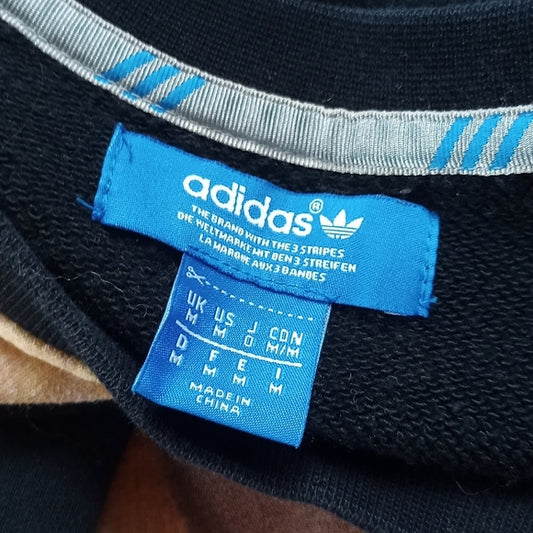 adidas®
THE BRAND WITH THE 3 STRIPES
DIE WELTMARKE MIT DEN 3 STREIFEN
LA MARQUE AUX 3 BANDES
UK US J CDN
M M O M/M
D F E I
M M M M
MADE IN
CHINA